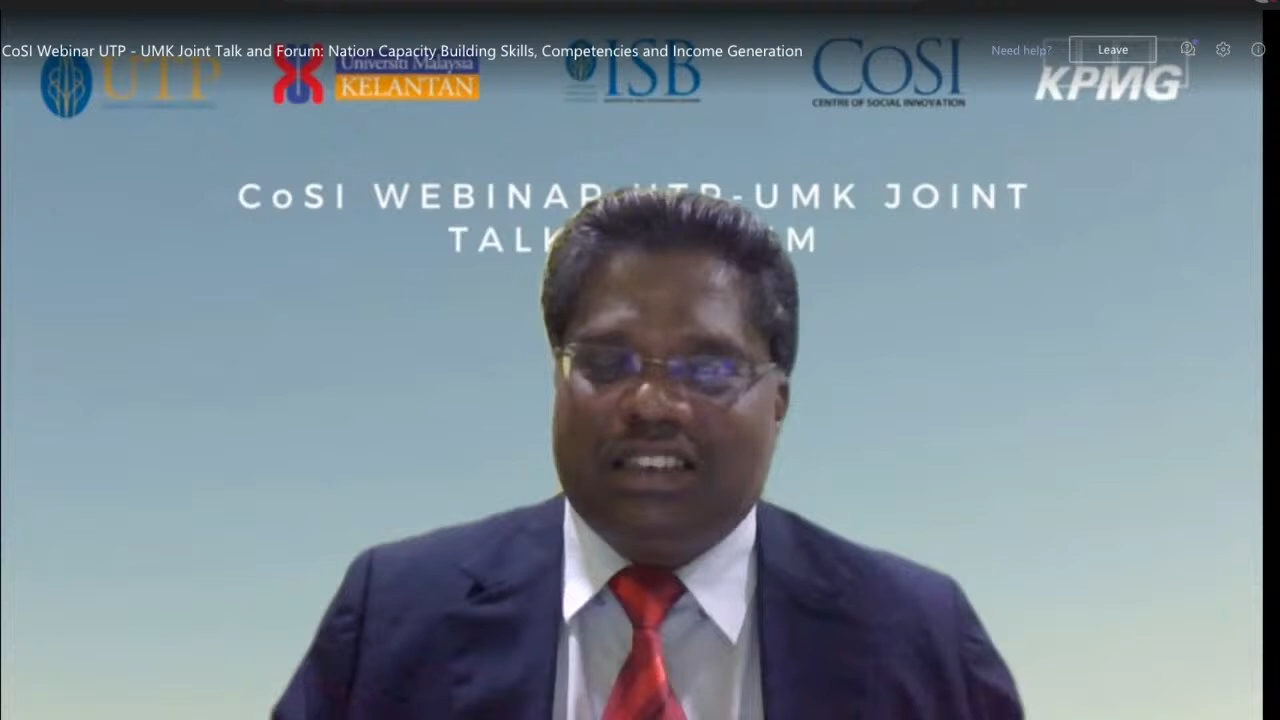 CoSI Webinar UTP - UMK Joint Talk and Forum: Nation Capacity Building Skills, Competencies and Income Generation
Need help?
Leave
UTP
Universiti Malaysia
KELANTAN
ISB
CoSI
CENTRE OF SOCIAL INNOVATION
KPMG
CoSI WEBINAR UTP-UMK JOINT
TALK